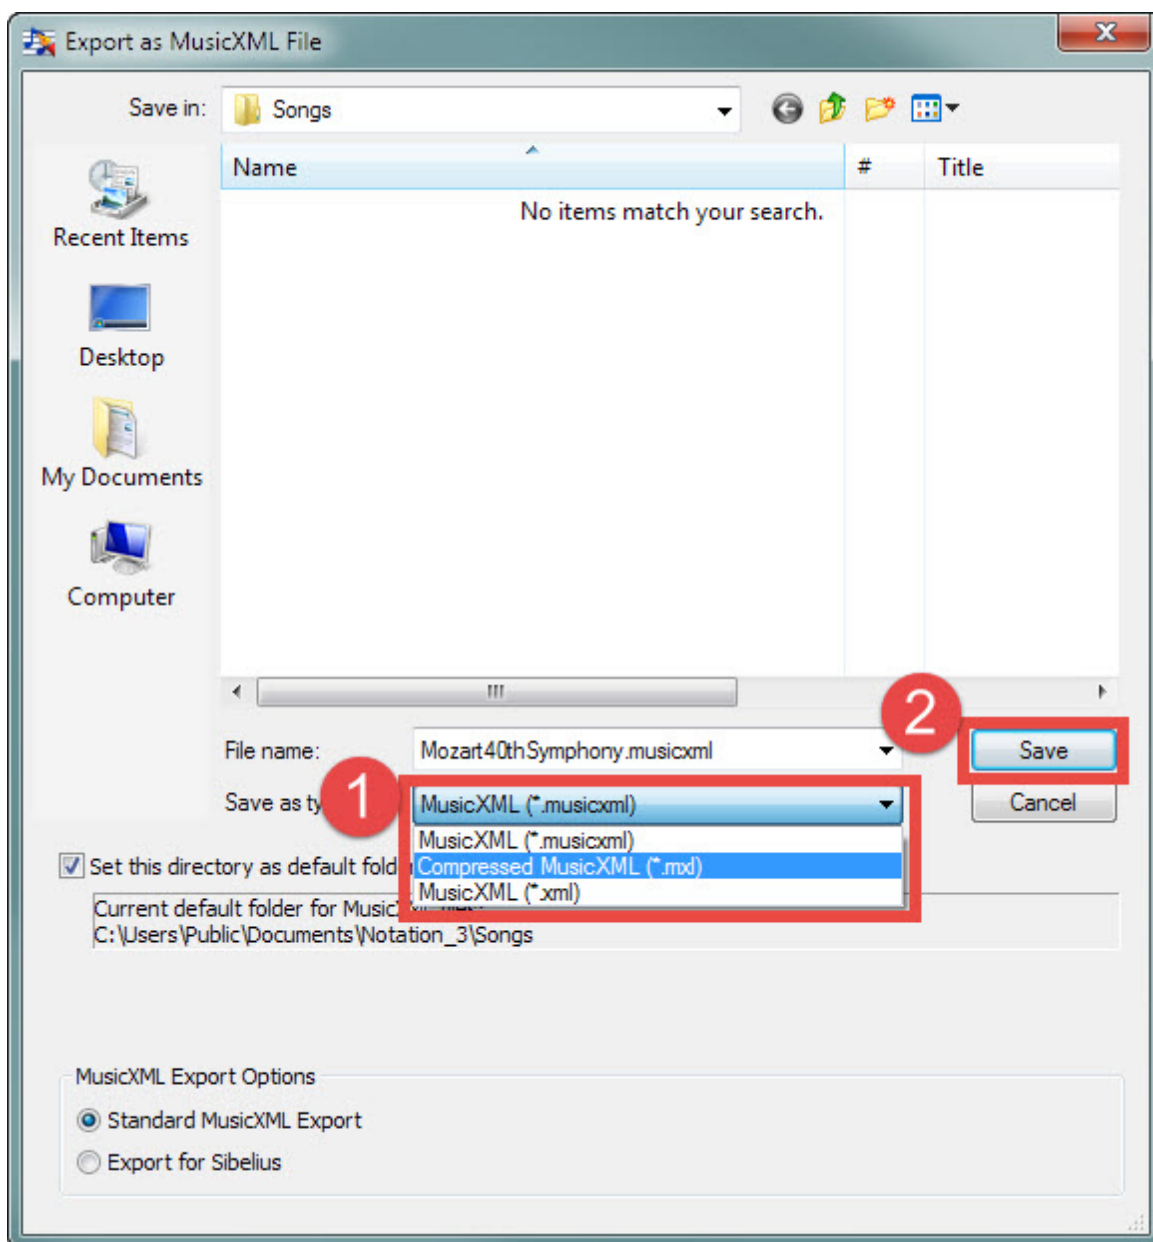 Export as MusicXML File
X
Save in: Songs
Name # Title
No items match your search.
Recent Items
Desktop
My Documents
Computer
2
File name: Mozart40thSymphony.musicxml Save
1
Save as ty MusicXML (*.musicxml) Cancel
MusicXML (*.musicxml)
Set this directory as default fold Compressed MusicXML (*.mxl)
MusicXML (*.xml)
Current default folder for Music
C:\Users\Public\Documents\Notation_3\Songs
MusicXML Export Options
Standard MusicXML Export
Export for Sibelius